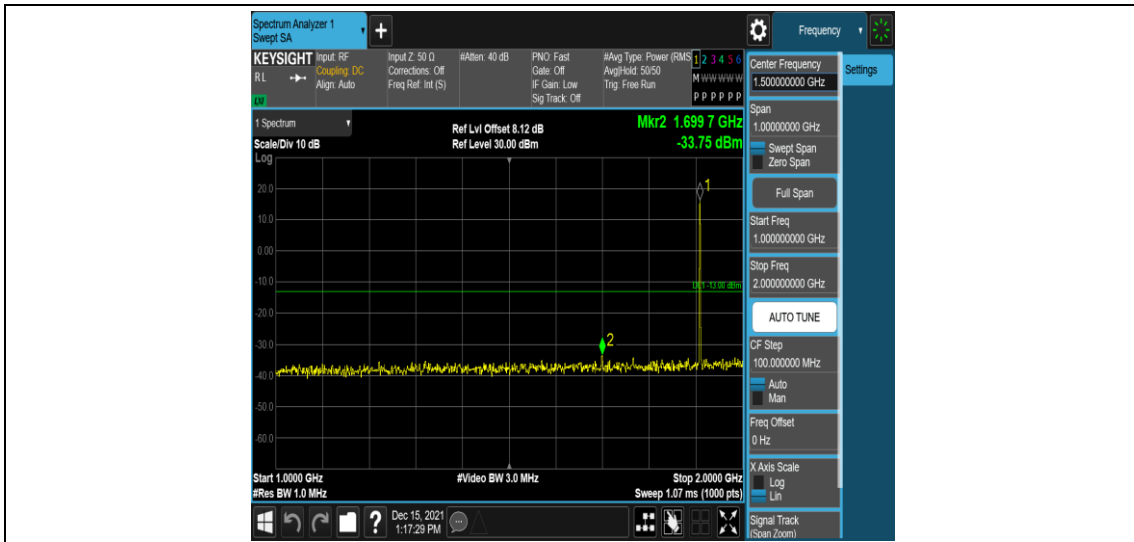 Spectrum Analyzer 1
Swept SA
Frequency
KEYSIGHT
RL
LXI
Input: RF
Coupling: DC
Align: Auto
Input Z: 50 Ω
Corrections: Off
Freq Ref: Int (S)
#Atten: 40 dB
PNO: Fast
Gate: Off
IF Gain: Low
Sig Track: Off
#Avg Type: Power (RMS
Avg|Hold: 50/50
Trig: Free Run
1 2 3 4 5 6
M W W W W W
P P P P P P
1 Spectrum
Scale/Div 10 dB
Log
Ref Lvl Offset 8.12 dB
Ref Level 30.00 dBm
Mkr2 1.699 7 GHz
-33.75 dBm
20.0
10.0
0.00
-10.0
-20.0
-30.0
-40.0
-50.0
-60.0
1
DL1 -13.00 dBm
2
Start 1.0000 GHz
#Res BW 1.0 MHz
#Video BW 3.0 MHz
Stop 2.0000 GHz
Sweep 1.07 ms (1000 pts)
?
Dec 15, 2021
1:17:29 PM
Center Frequency
1.500000000 GHz
Settings
Span
1.00000000 GHz
Swept Span
Zero Span
Full Span
Start Freq
1.000000000 GHz
Stop Freq
2.000000000 GHz
AUTO TUNE
CF Step
100.000000 MHz
Auto
Man
Freq Offset
0 Hz
X Axis Scale
Log
Lin
Signal Track
(Span Zoom)